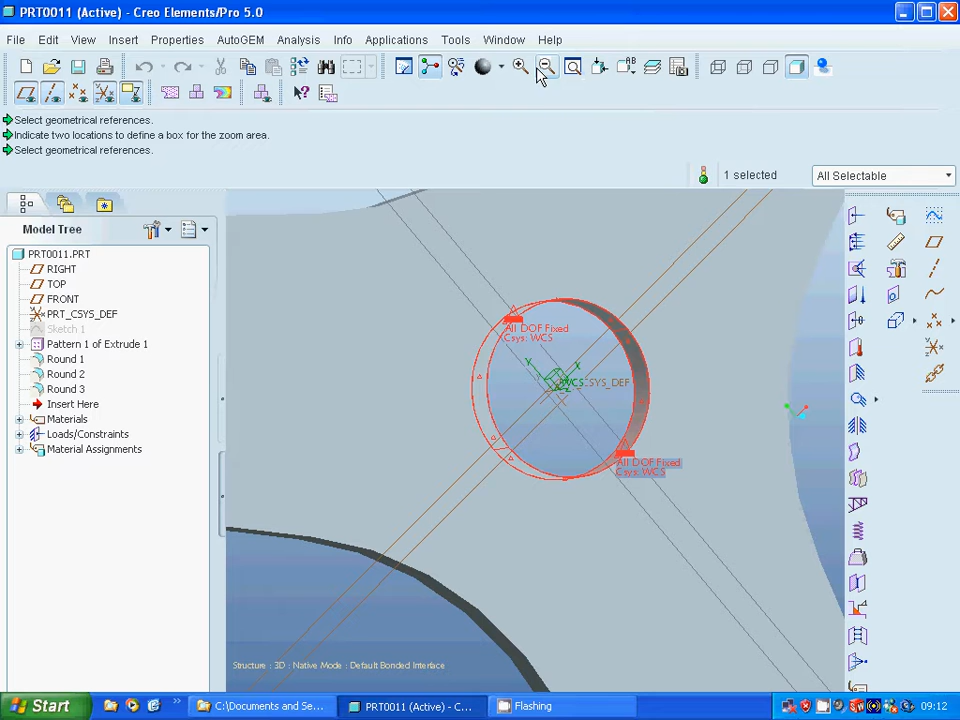 PRT0011 (Active) - Creo Elements/Pro 5.0
File Edit View Insert Properties AutoGEM Analysis Info Applications Tools Window Help
Select geometrical references.
Indicate two locations to define a box for the zoom area.
Select geometrical references.
1 selected
All Selectable
Model Tree
PRT0011.PRT
RIGHT
TOP
FRONT
PRT_CSYS_DEF
Sketch 1
Pattern 1 of Extrude 1
Round 1
Round 2
Round 3
Insert Here
Materials
Loads/Constraints
Material Assignments
All DOF Fixed
Csys: WCS
Y
X
All DOF Fixed
Csys: WCS
Structure : 3D : Native Mode : Default Bonded Interface
Start
C:\Documents and Se...
PRT0011 (Active) - C...
Flashing
09:12